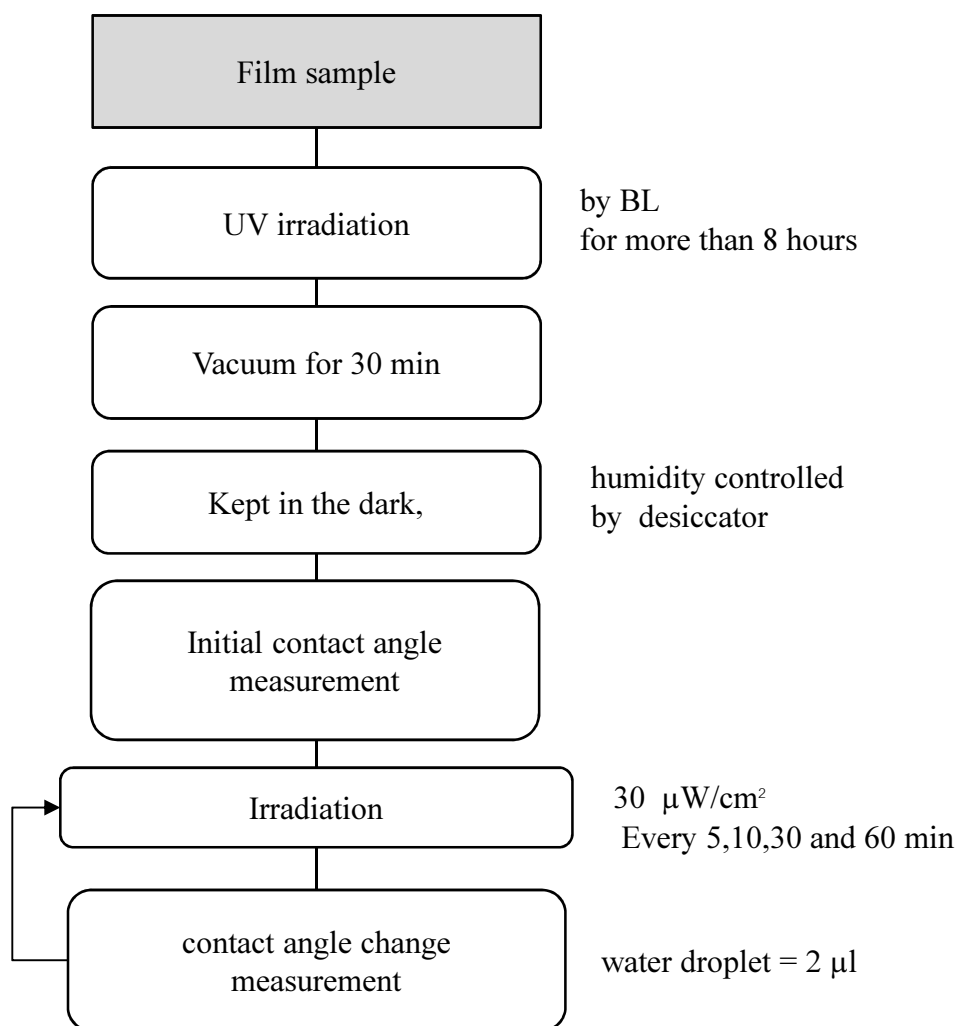 Film sample
UV irradiation
by BL
for more than 8 hours
Vacuum for 30 min
Kept in the dark,
humidity controlled
by desiccator
Initial contact angle
measurement
Irradiation
30 μW/cm²
Every 5,10,30 and 60 min
contact angle change
measurement
water droplet = 2 μl